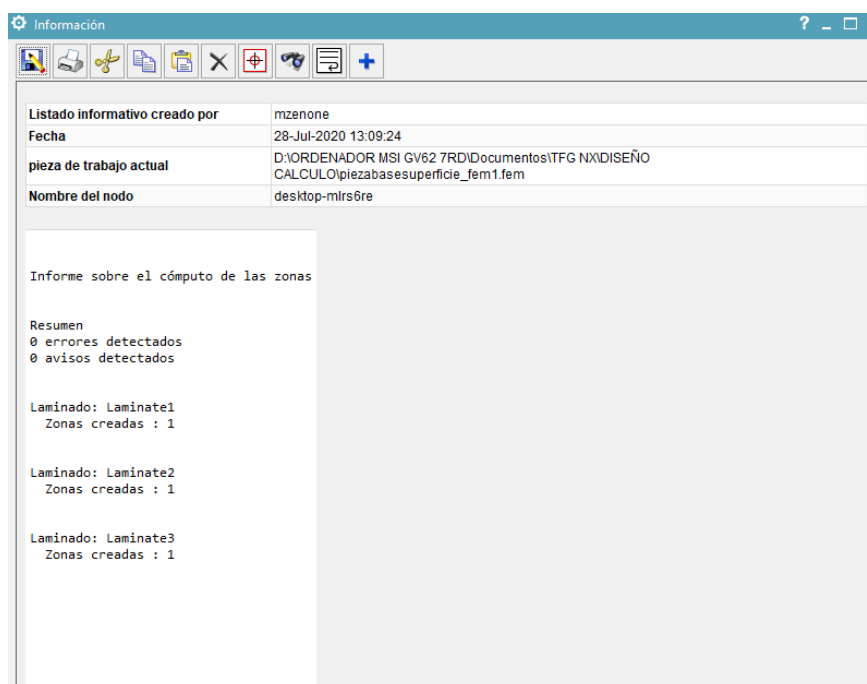 Información
Listado informativo creado por mzenone
Fecha 28-Jul-2020 13:09:24
pieza de trabajo actual D:\ORDENADOR MSI GV62 7RD\Documentos\TFG NX\DISEÑO
CALCULO\piezabasesuperficie_fem1.fem
Nombre del nodo desktop-mlrs6re
Informe sobre el cómputo de las zonas
Resumen
0 errores detectados
0 avisos detectados
Laminado: Laminate1
Zonas creadas : 1
Laminado: Laminate2
Zonas creadas : 1
Laminado: Laminate3
Zonas creadas : 1